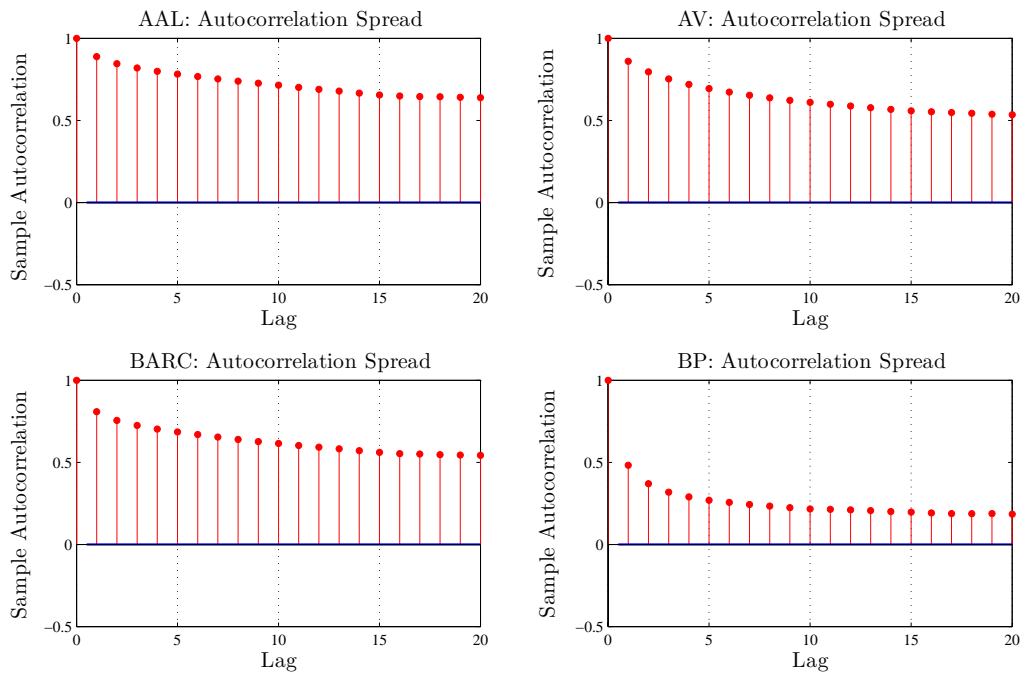 AAL: Autocorrelation Spread
Sample Autocorrelation
1
0.5
0
−0.5
0 5 10 15 20
Lag
AV: Autocorrelation Spread
Sample Autocorrelation
1
0.5
0
−0.5
0 5 10 15 20
Lag
BARC: Autocorrelation Spread
Sample Autocorrelation
1
0.5
0
−0.5
0 5 10 15 20
Lag
BP: Autocorrelation Spread
Sample Autocorrelation
1
0.5
0
−0.5
0 5 10 15 20
Lag